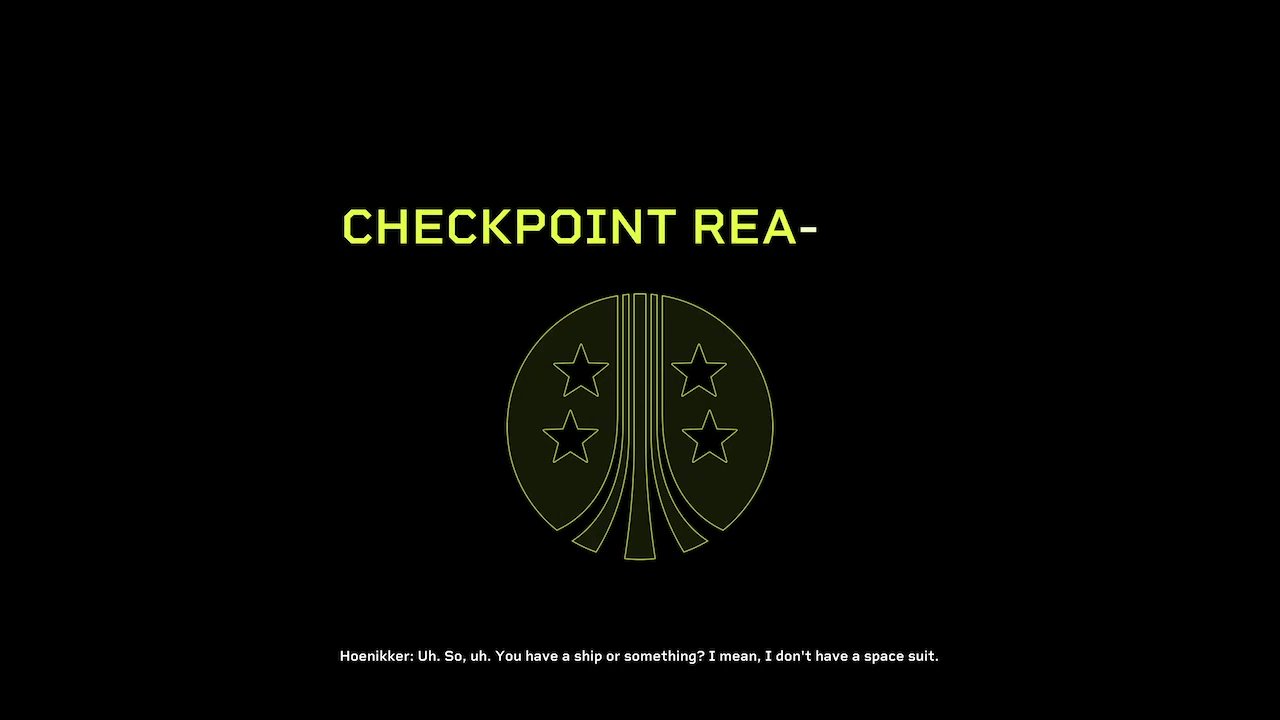 CHECKPOINT REA-
Hoenikker: Uh. So, uh. You have a ship or something? I mean, I don't have a space suit.